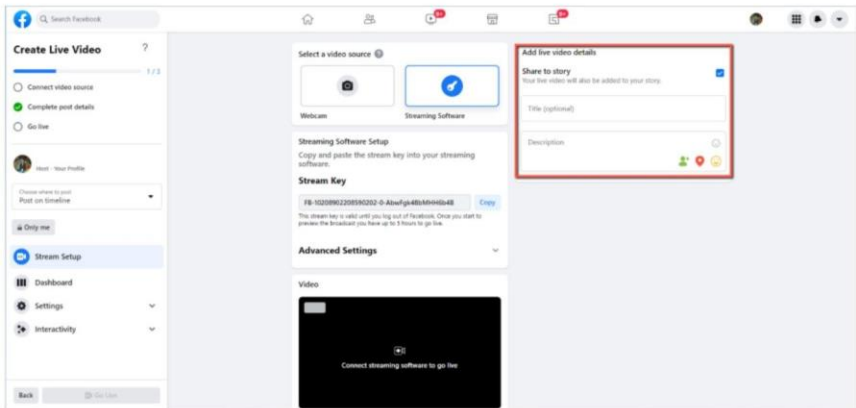 Search Facebook
9+
9+
Create Live Video
?
1 / 3
Connect video source
Complete post details
Go live
Host · Your Profile
Choose where to post
Post on timeline
Only me
Stream Setup
Dashboard
Settings
Interactivity
Back
Go Live
Select a video source
Webcam
Streaming Software
Streaming Software Setup
Copy and paste the stream key into your streaming
software.
Stream Key
Copy
This stream key is valid until you log out of Facebook. Once you start to
preview the broadcast you have up to 5 hours to go live.
Advanced Settings
Video
Connect streaming software to go live
Add live video details
Share to story
Your live video will also be added to your story.
Title (optional)
Description